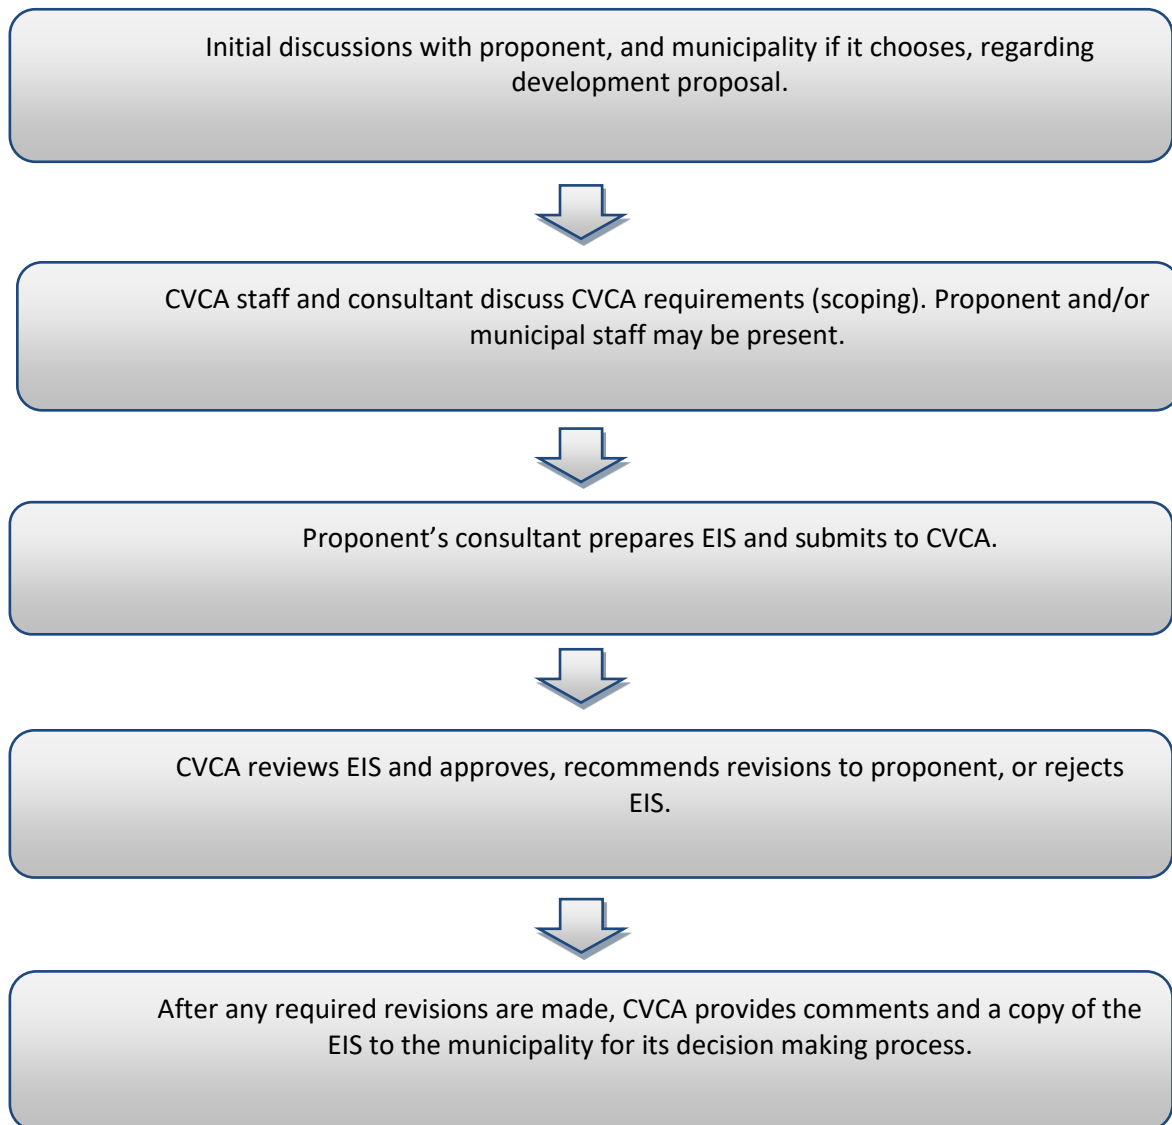 Initial discussions with proponent, and municipality if it chooses, regarding
development proposal.
CVCA staff and consultant discuss CVCA requirements (scoping). Proponent and/or
municipal staff may be present.
Proponent’s consultant prepares EIS and submits to CVCA.
CVCA reviews EIS and approves, recommends revisions to proponent, or rejects
EIS.
After any required revisions are made, CVCA provides comments and a copy of the
EIS to the municipality for its decision making process.